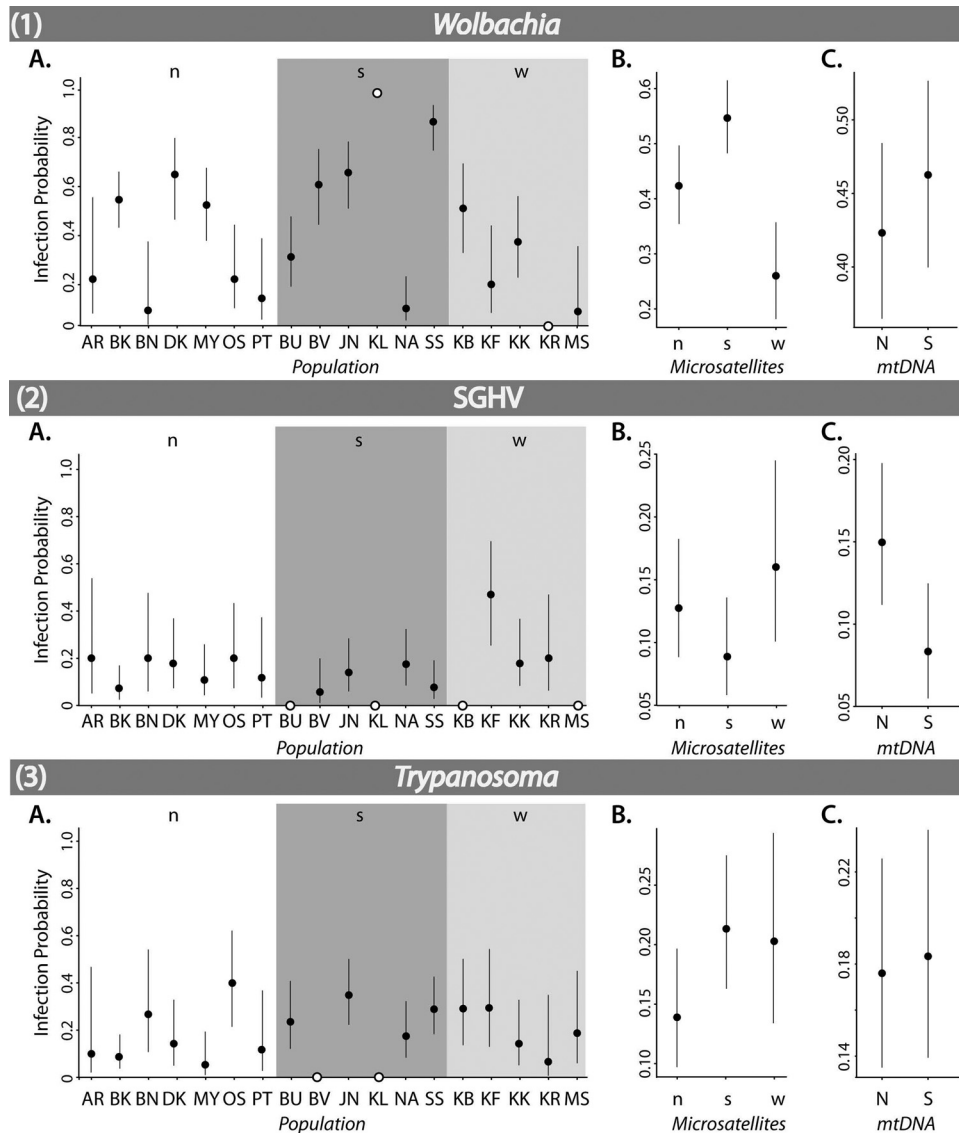 (1) Wolbachia
A. n s w B. C.
Infection Probability
1.0
0.8
0.6
0.4
0.2
0
AR BK BN DK MY OS PT BU BV JN KL NA SS KB KF KK KR MS
Population
0.6
0.5
0.4
0.3
0.2
n s w
Microsatellites
0.50
0.45
0.40
N S
mtDNA
(2) SGHV
A. n s w B. C.
Infection Probability
1.0
0.8
0.6
0.4
0.2
0
AR BK BN DK MY OS PT BU BV JN KL NA SS KB KF KK KR MS
Population
0.25
0.20
0.15
0.10
0.05
n s w
Microsatellites
0.20
0.15
0.10
0.05
N S
mtDNA
(3) Trypanosoma
A. n s w B. C.
Infection Probability
1.0
0.8
0.6
0.4
0.2
0
AR BK BN DK MY OS PT BU BV JN KL NA SS KB KF KK KR MS
Population
0.25
0.20
0.15
0.10
n s w
Microsatellites
0.22
0.18
0.14
N S
mtDNA